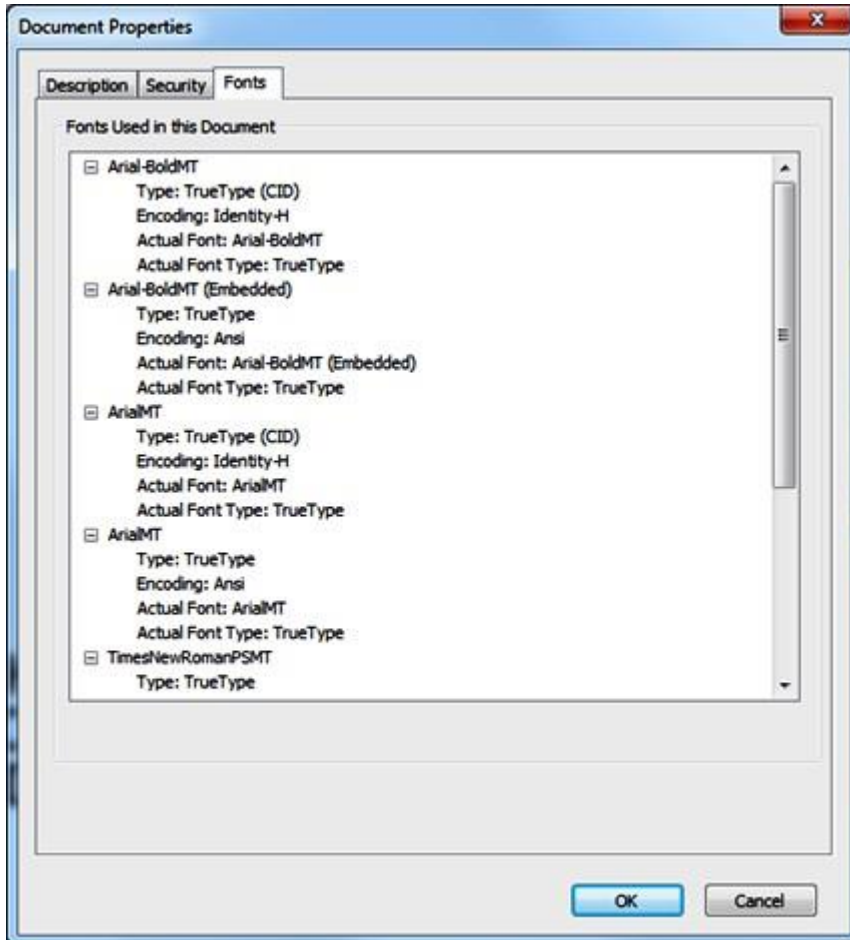 Document Properties
Description Security Fonts
Fonts Used in this Document
Arial-BoldMT
Type: TrueType (CID)
Encoding: Identity-H
Actual Font: Arial-BoldMT
Actual Font Type: TrueType
Arial-BoldMT (Embedded)
Type: TrueType
Encoding: Ansi
Actual Font: Arial-BoldMT (Embedded)
Actual Font Type: TrueType
ArialMT
Type: TrueType (CID)
Encoding: Identity-H
Actual Font: ArialMT
Actual Font Type: TrueType
ArialMT
Type: TrueType
Encoding: Ansi
Actual Font: ArialMT
Actual Font Type: TrueType
TimesNewRomanPSMT
Type: TrueType
OK Cancel